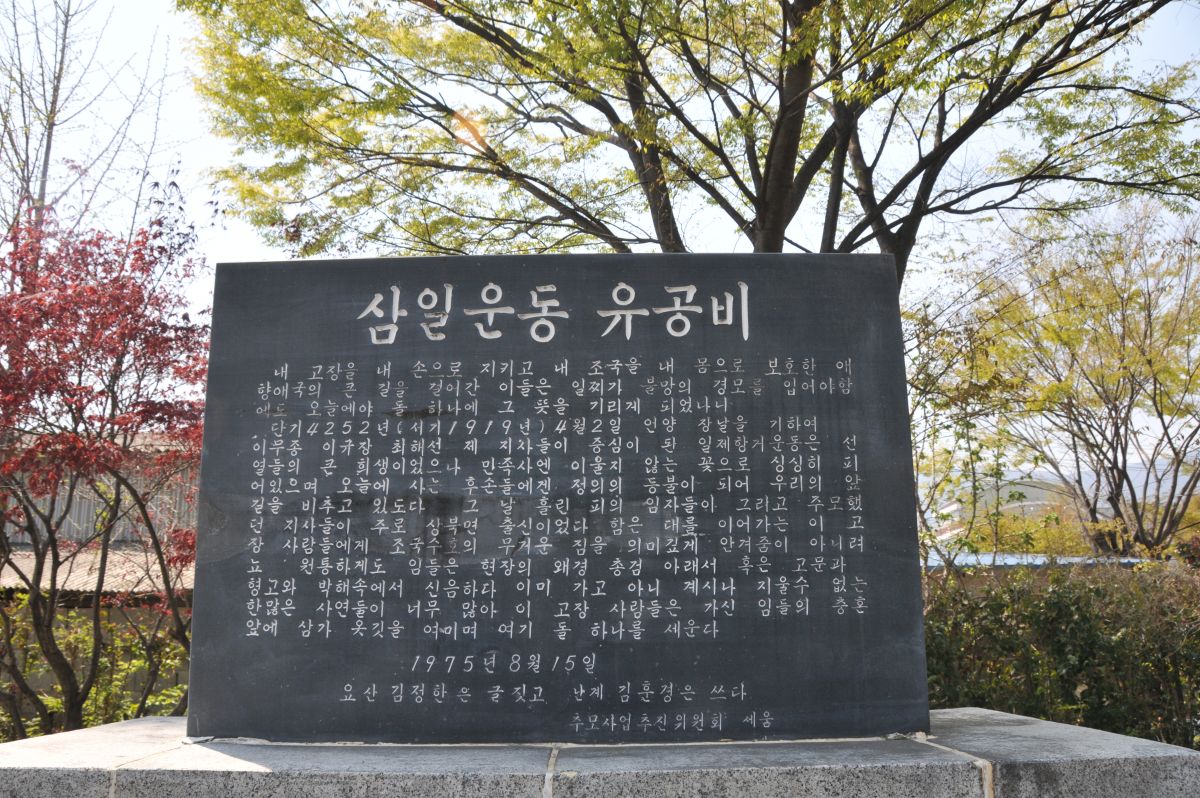 삼일운동 유공비
내 고장을 내 손으로 지키고 내 조국을 내 몸으로 보호한 애
향애국의 큰 길을 걸어간 이들은 일찌가 불망의 경모를 입어야함
에도 오늘에야 돌 하나에 그 뜻을 기리게 되었나니
단기4252년(서기1919년)4월2일 언양 장날을 기하여
이무종 이규장 최해선 제 지차들이 중심이 된 일제항거운동은 선
열들의 큰 희생이었으나 민족사엔 이울지 않는 꽃으로 싱싱히 피
어있으며 오늘에 사는 후손들에겐 정의의 등불이 되어 우리의 앞
길을 비추고 있도다 그 날 흘린 피의 임자들이 그리고 주모했
던 지사들이 주로 상북면 출신이었다 함은 대를 이어가는 이 고
장 사람들에게 조국수호의 무거운 짐을 의미깊게 안겨줌이 아니려
뇨 원통하게도 임들은 현장의 왜경 총검 아래서 혹은 고문과
형고와 박해속에서 신음하다 이미 가고 아니 계시나 지울수 없는
한많은 사연들이 너무 많아 이 고장 사람들은 가신 임들의 충혼
앞에 삼가 옷깃을 여미며 여기 돌 하나를 세운다
1975년 8월 15일
요산 김정한은 글짓고 난제 김훈경은 쓰다
추모사업추진위원회 세움